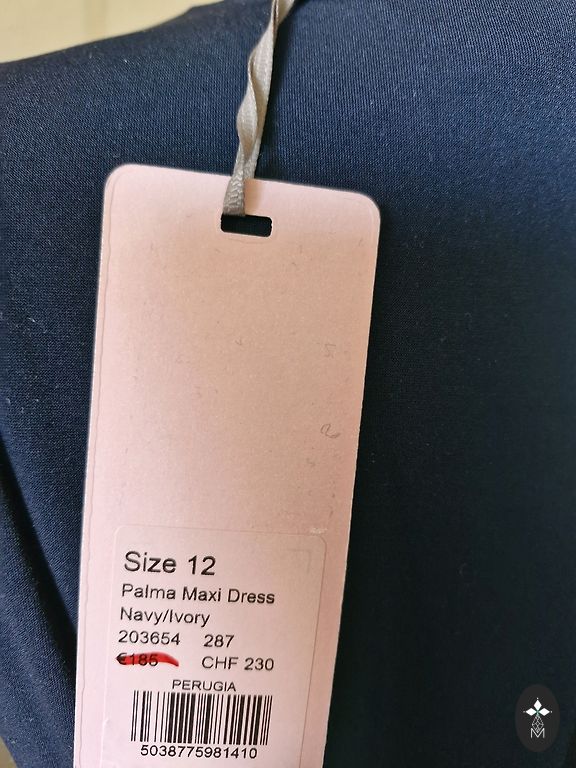 Size 12
Palma Maxi Dress
Navy/Ivory
203654 287
€185 CHF 230
PERUGIA
5038775981410